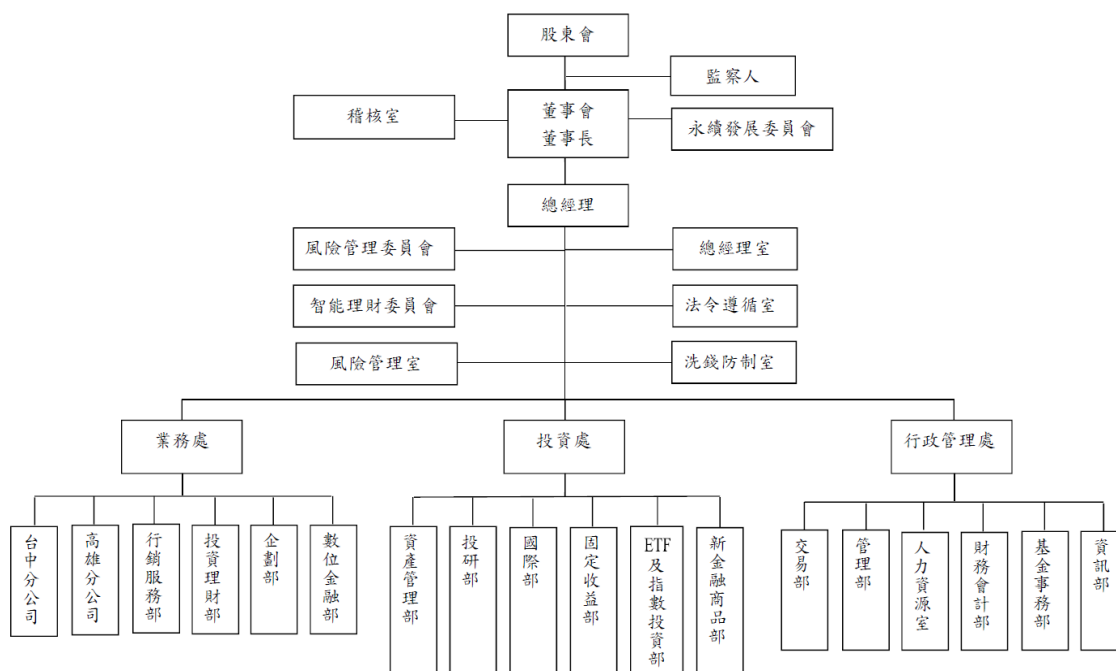 股東會
監察人
稽核室
董事會
董事長
永續發展委員會
總經理
風險管理委員會
總經理室
智能理財委員會
法令遵循室
風險管理室
洗錢防制室
業務處
投資處
行政管理處
台中分公司
高雄分公司
行銷服務部
投資理財部
企劃部
數位金融部
資產管理部
投研部
國際部
固定收益部
ETF及指數投資部
新金融商品部
交易部
管理部
人力資源室
財務會計部
基金事務部
資訊部